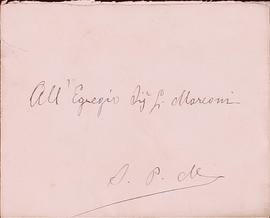 All' Egregio Sig. G. Marconi
S. P. M.